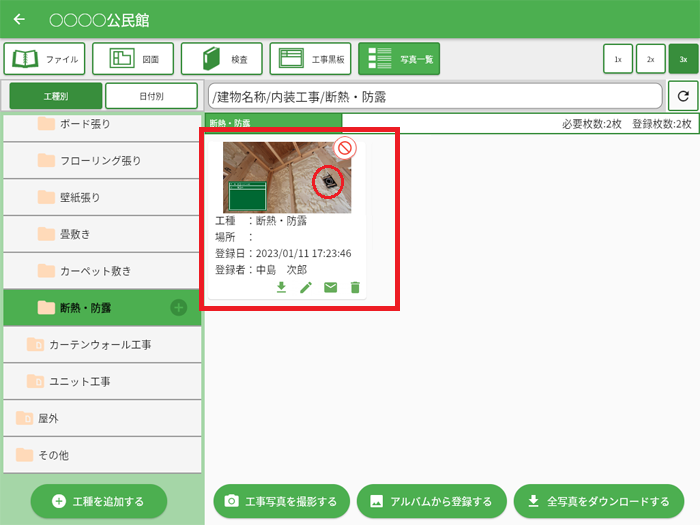 ○○○○公民館
ファイル 図面 検査 工事黒板 写真一覧 1x 2x 3x
工種別 日付別 /建物名称/内装工事/断熱・防露
断熱・防露 必要枚数:2枚 登録枚数:2枚
ボード張り
フローリング張り
壁紙張り
畳敷き
カーペット敷き
断熱・防露
カーテンウォール工事
ユニット工事
屋外
その他
工種 :断熱・防露
場所 :
登録日:2023/01/11 17:23:46
登録者:中島 次郎
工種を追加する 工事写真を撮影する アルバムから登録する 全写真をダウンロードする